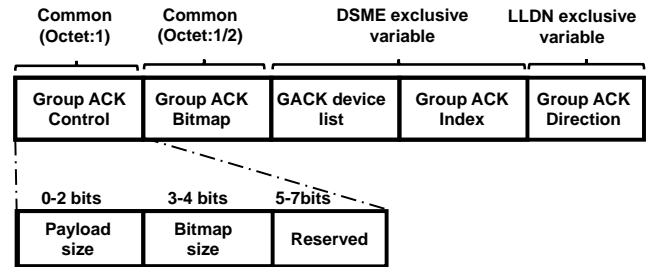 Common DSME exclusive LLDN exclusive
Common
(Octet:1) (Octet:1/2) variable variable
Group ACK Group ACK GACK device Group ACK Group ACK
Control Bitmap list Index Direction
0-2 bits 3-4 bits 5-7bits
Payload Bitmap Reserved
size size